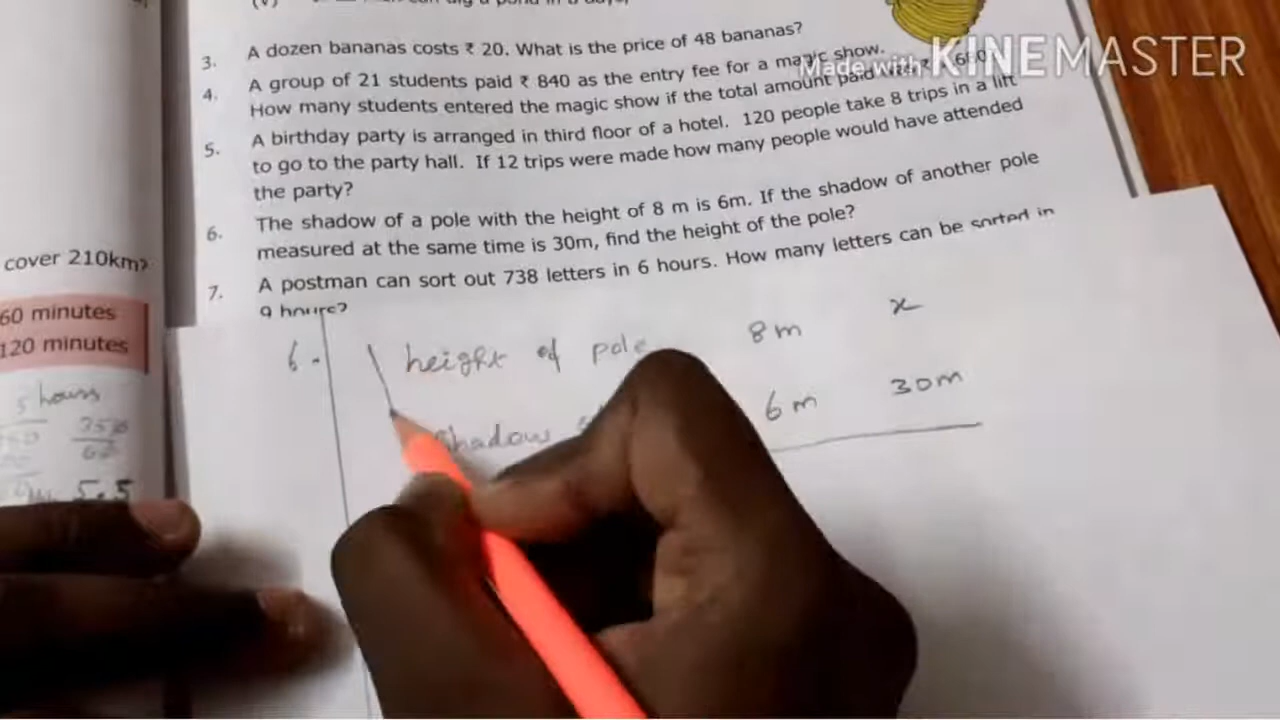 3. A dozen bananas costs ₹ 20. What is the price of 48 bananas?
4. A group of 21 students paid ₹ 840 as the entry fee for a magic show.
How many students entered the magic show if the total amount paid
5. A birthday party is arranged in third floor of a hotel. 120 people take 8 trips in a lift
to go to the party hall. If 12 trips were made how many people would have attended
the party?
6. The shadow of a pole with the height of 8 m is 6m. If the shadow of another pole
measured at the same time is 30m, find the height of the pole?
7. A postman can sort out 738 letters in 6 hours. How many letters can be sorted in
9 hours?
Made with KINEMASTER
cover 210km?
60 minutes
120 minutes
5 hours
5.5
6. height of pole 8m x
shadow 6m 30m